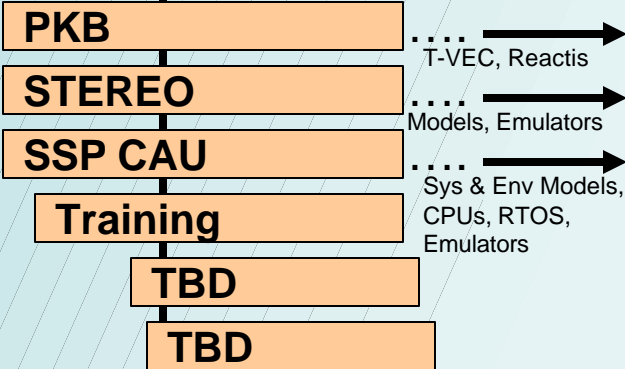 PKB
....
T-VEC, Reactis
STEREO
....
Models, Emulators
SSP CAU
....
Sys & Env Models,
CPUs, RTOS,
Emulators
Training
TBD
TBD